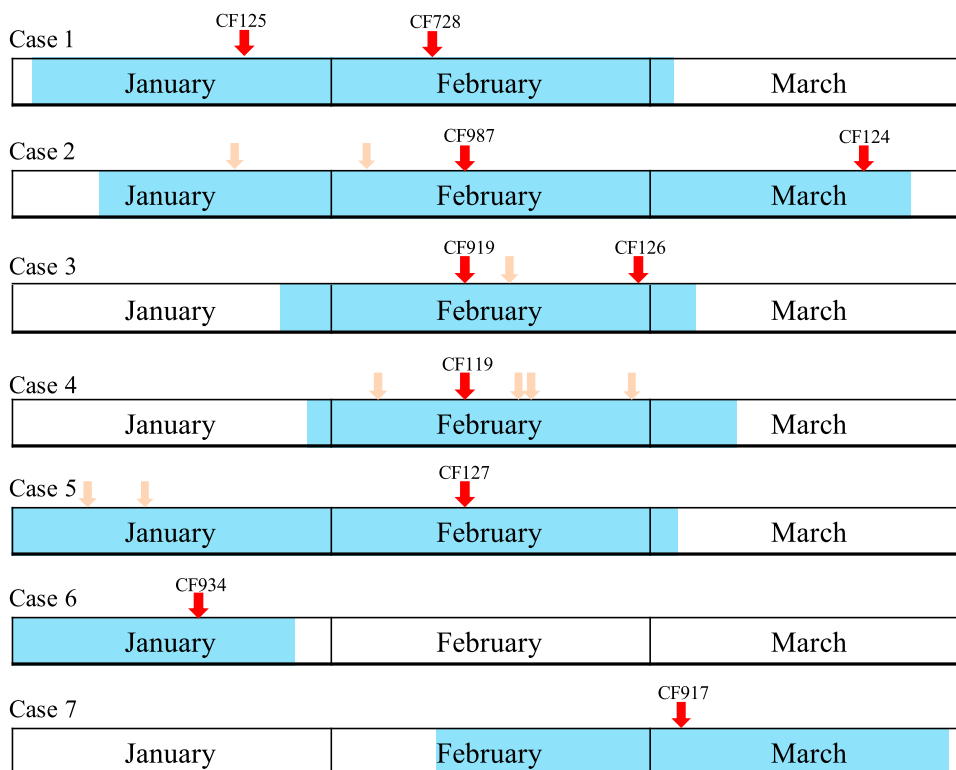 CF125 CF728
Case 1
January February March
CF987 CF124
Case 2
January February March
CF919 CF126
Case 3
January February March
CF119
Case 4
January February March
CF127
Case 5
January February March
CF934
Case 6
January February March
CF917
Case 7
January February March